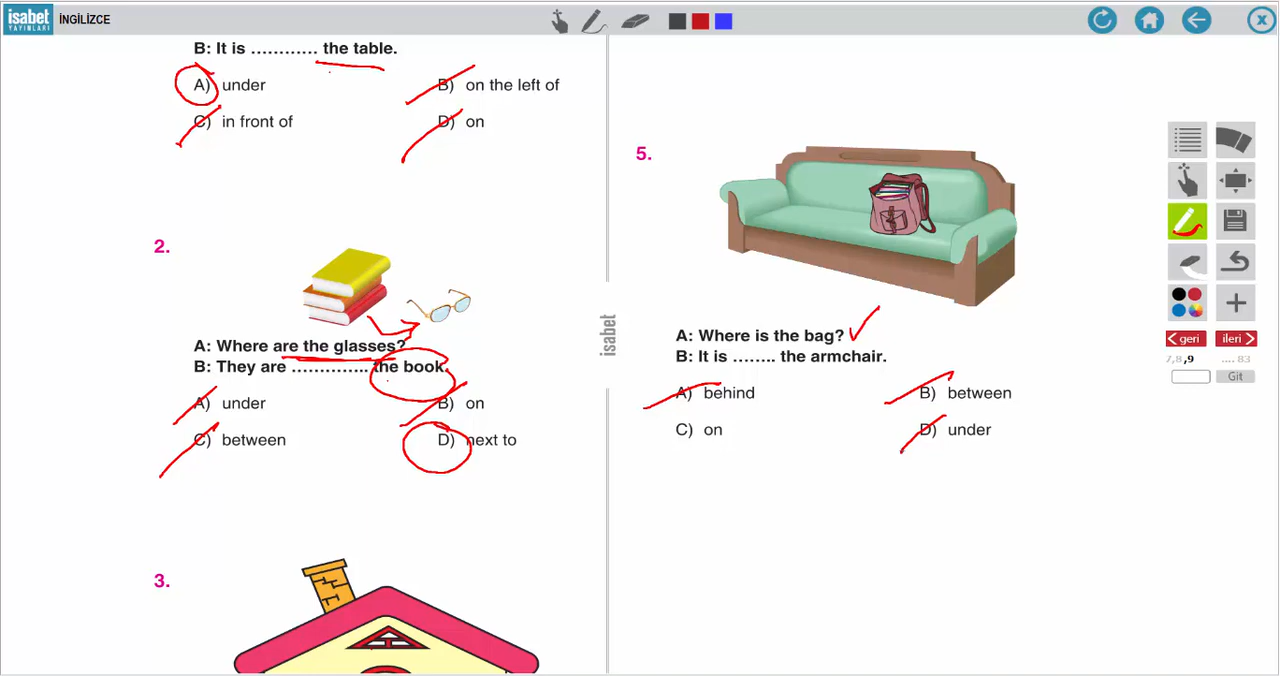 isabet
YAYINLARI
İNGİLİZCE
B: It is ………… the table.
A) under
B) on the left of
C) in front of
D) on
2.
A: Where are the glasses?
B: They are ………….. the book.
A) under
B) on
C) between
D) next to
3.
isabet
5.
A: Where is the bag?
B: It is …….. the armchair.
A) behind
B) between
C) on
D) under
geri
ileri
7,8,9
.... 83
Git